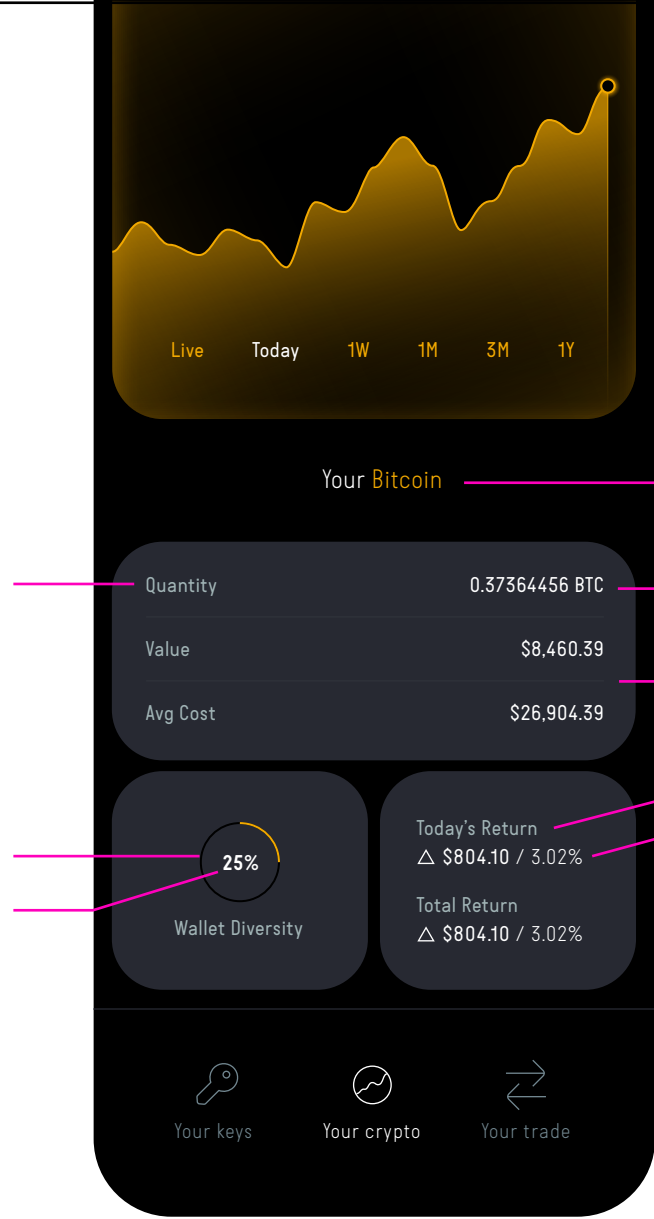 Live Today 1W 1M 3M 1Y
Your Bitcoin
Quantity 0.37364456 BTC
Value $8,460.39
Avg Cost $26,904.39
25%
Wallet Diversity
Today's Return
△ $804.10 / 3.02%
Total Return
△ $804.10 / 3.02%
Your keys Your crypto Your trade